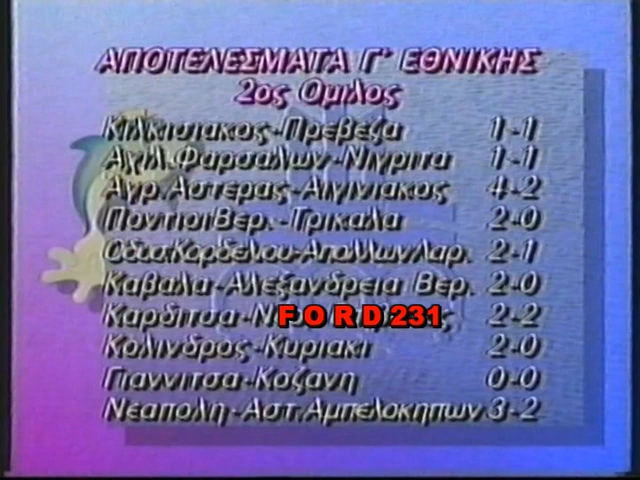 ΑΠΟΤΕΛΕΣΜΑΤΑ Γ' ΕΘΝΙΚΗΣ
2ος Ομιλος
Κιλκισιακος-Πρεβεζα 1-1
Αχιλ.Φαρσαλων-Νιγριτα 1-1
Αγρ.Αστερας-Αιγινιακος 4-2
ΠοντιοιΒερ.-Τρικαλα 2-0
Οδυσ.Κορδελιου-ΑπολλωνΛαρ. 2-1
Καβαλα-Αλεξανδρεια Βερ. 2-0
Καρδιτσα- 2-2
FORD231
Κολινδρος-Κυριακι 2-0
Γιαννιτσα-Κοζανη 0-0
Νεαπολη-Αστ.Αμπελοκηπων 3-2